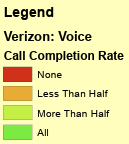 Legend
Verizon: Voice
Call Completion Rate
None
Less Than Half
More Than Half
All